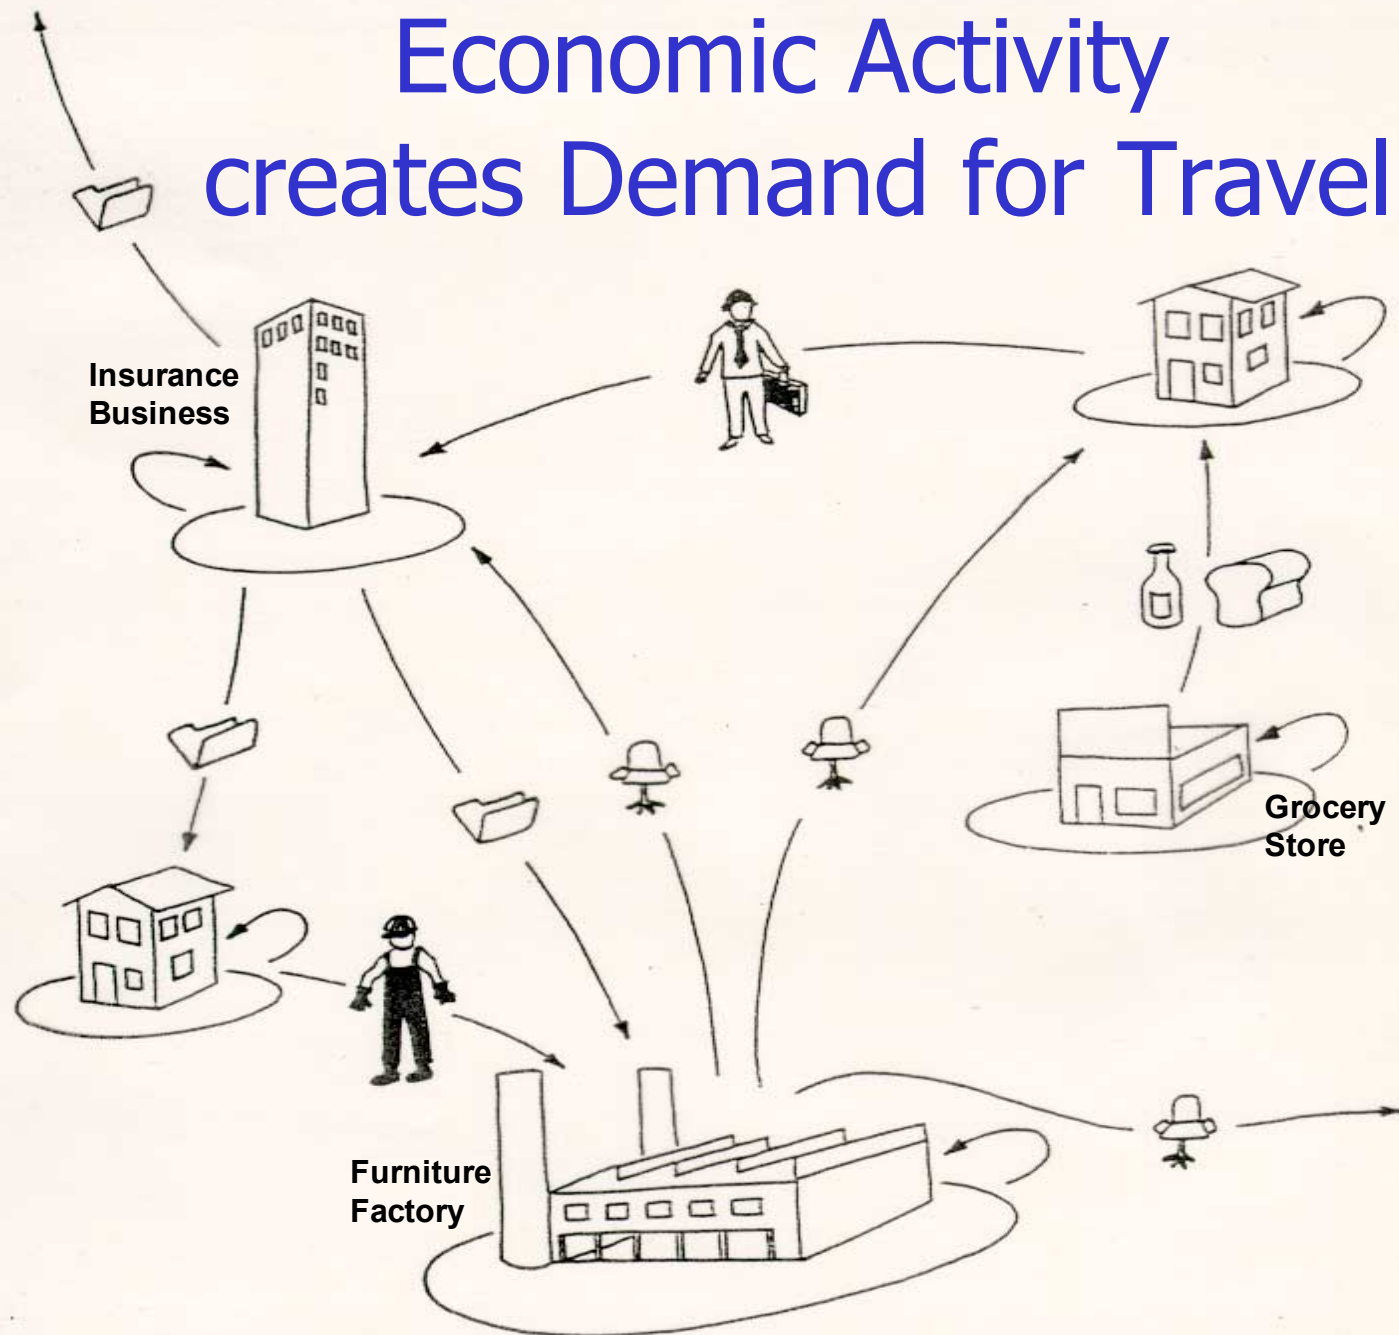 Economic Activity
creates Demand for Travel
Insurance
Business
Grocery
Store
Furniture
Factory